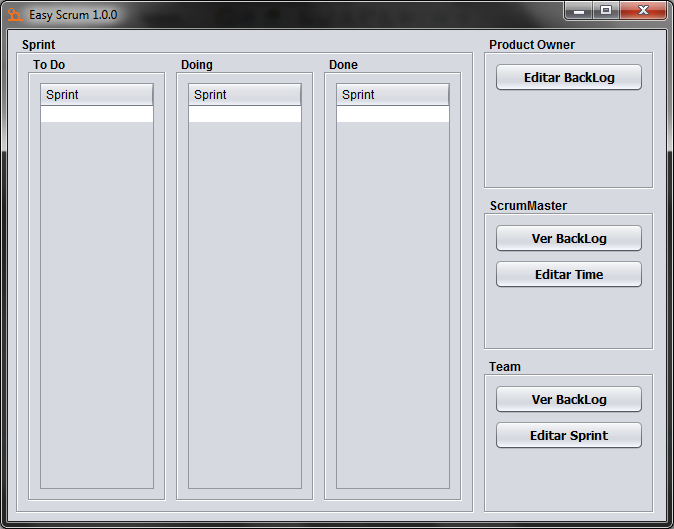 Easy Scrum 1.0.0
Sprint
To Do
Doing
Done
Sprint
Sprint
Sprint
Product Owner
Editar BackLog
ScrumMaster
Ver BackLog
Editar Time
Team
Ver BackLog
Editar Sprint